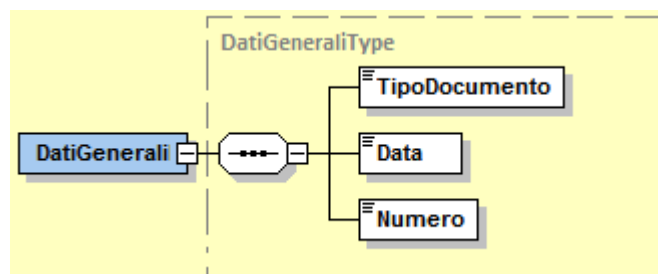 DatiGeneraliType
TipoDocumento
DatiGenerali
Data
Numero